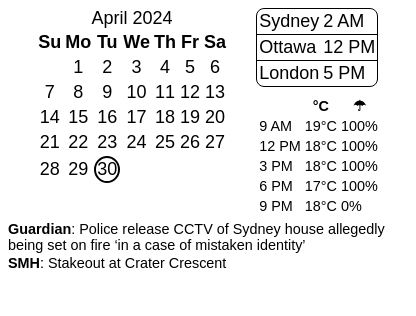 April 2024
Su Mo Tu We Th Fr Sa
1 2 3 4 5 6
7 8 9 10 11 12 13
14 15 16 17 18 19 20
21 22 23 24 25 26 27
28 29 30
Sydney 2 AM
Ottawa 12 PM
London 5 PM
°C ☂
9 AM 19°C 100%
12 PM 18°C 100%
3 PM 18°C 100%
6 PM 17°C 100%
9 PM 18°C 0%
Guardian: Police release CCTV of Sydney house allegedly
being set on fire ‘in a case of mistaken identity’
SMH: Stakeout at Crater Crescent